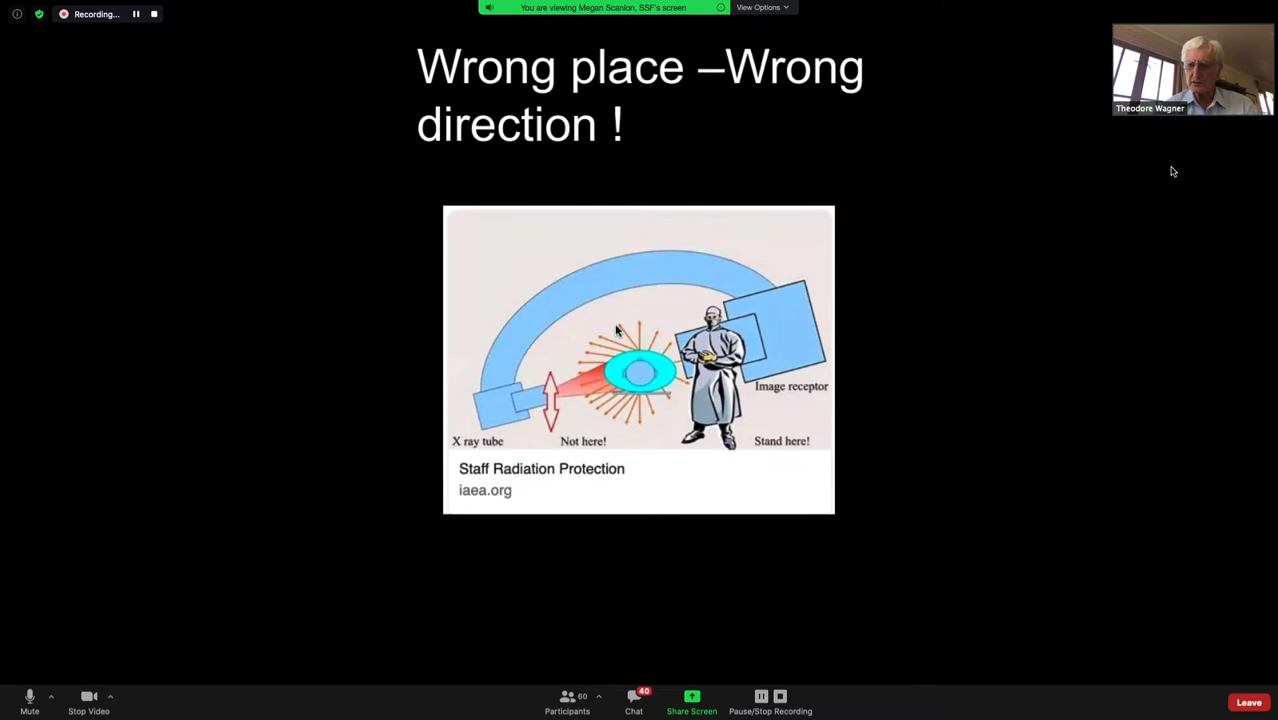 Recording...
You are viewing Megan Scanlon, SSF's screen
View Options
Wrong place –Wrong
direction !
Theodore Wagner
Image receptor
X ray tube
Not here!
Stand here!
Staff Radiation Protection
iaea.org
Mute
Stop Video
60
Participants
40
Chat
Share Screen
Pause/Stop Recording
Leave